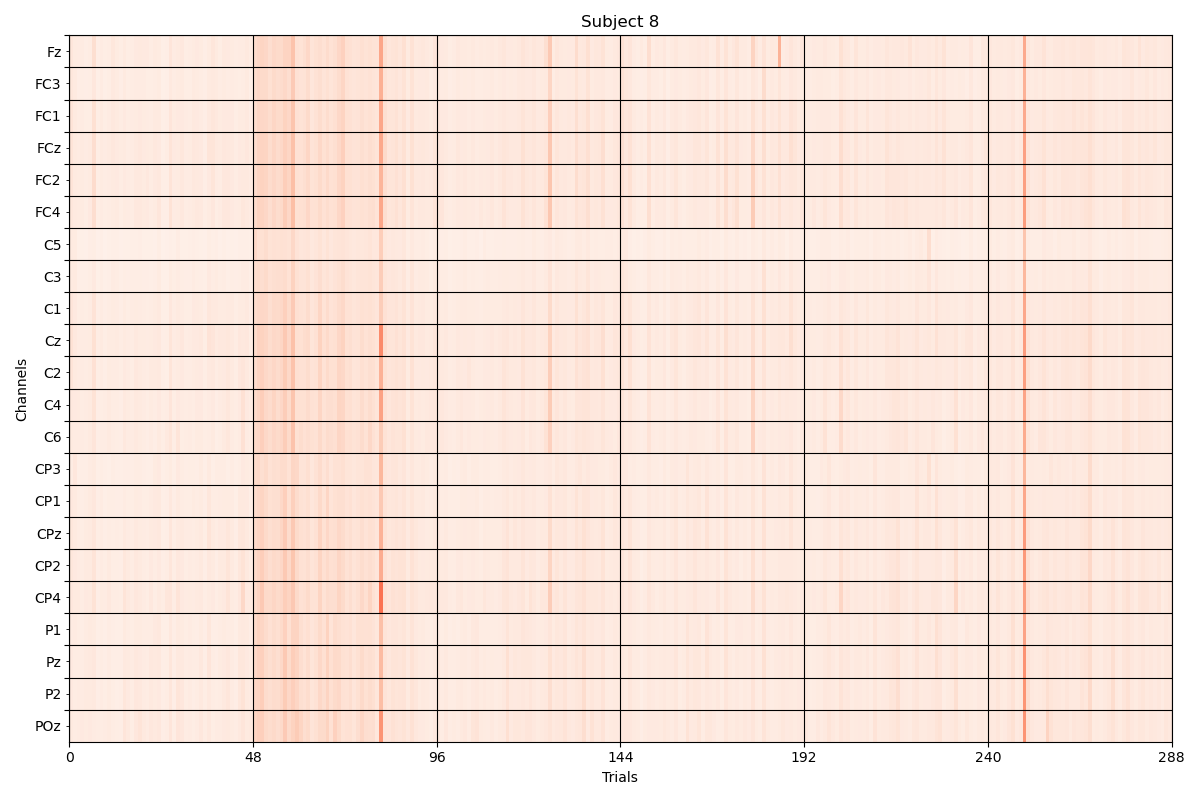 Subject 8
Fz
FC3
FC1
FCz
FC2
FC4
C5
C3
C1
Cz
C2
C4
C6
CP3
CP1
CPz
CP2
CP4
P1
Pz
P2
POz
Channels
0 48 96 144 192 240 288
Trials